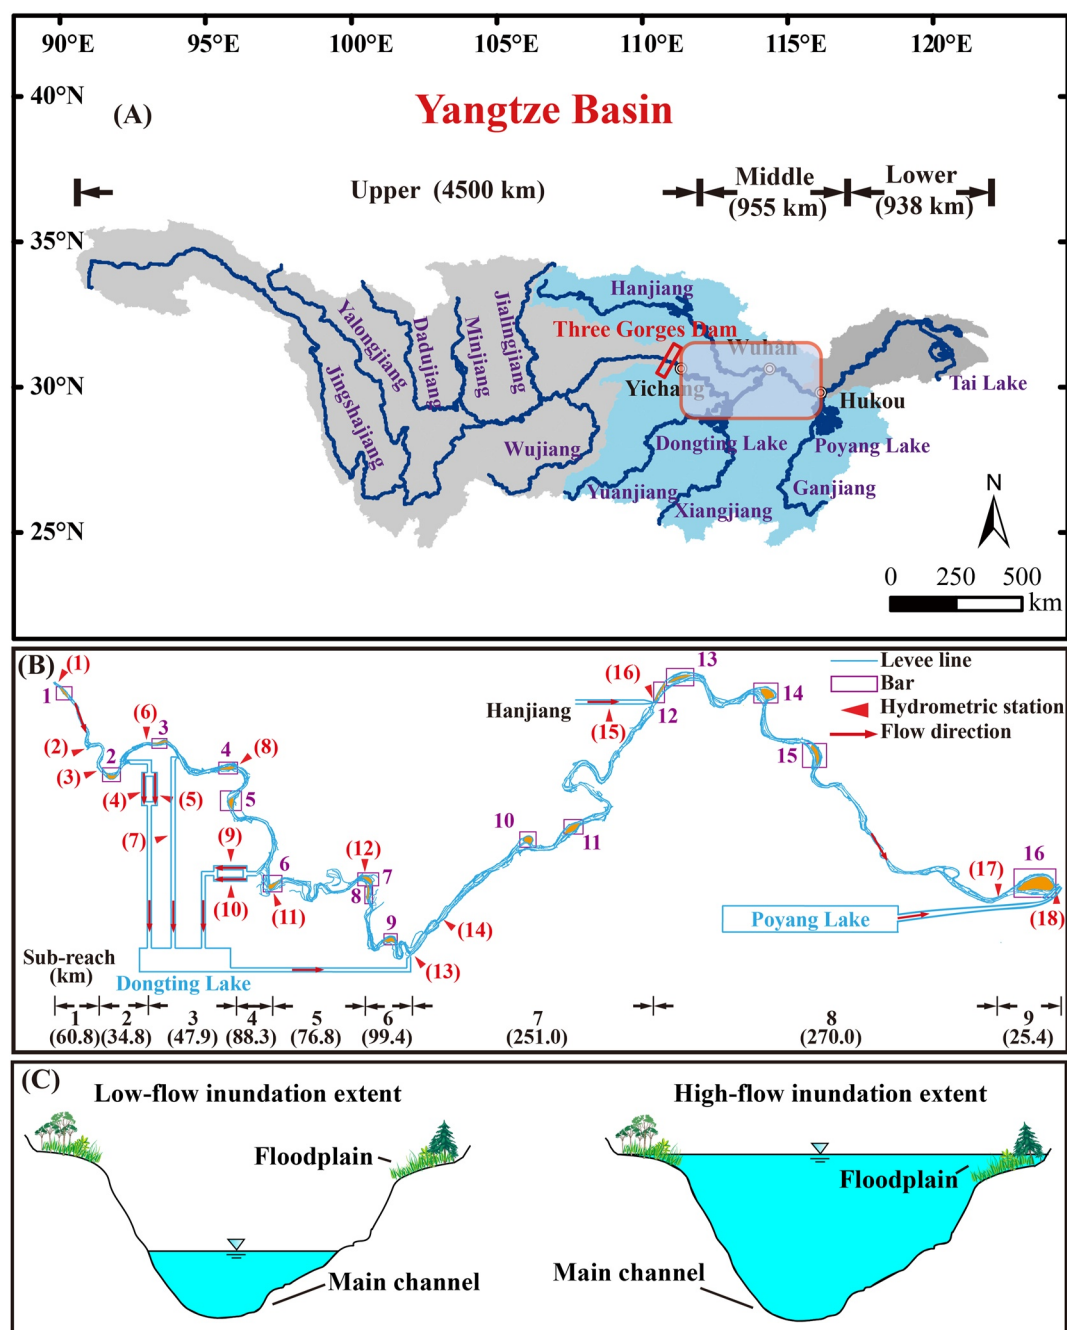 90°E 95°E 100°E 105°E 110°E 115°E 120°E
40°N
(A)
Yangtze Basin
Upper (4500 km)
Middle
(955 km)
Lower
(938 km)
35°N
30°N
25°N
Hanjiang
Three Gorges Dam
Wuhan
Yichang
Hukou
Tai Lake
Yalongjiang
Dadujiang
Minjiang
Jialingjiang
Jingshajiang
Wujiang
Dongting Lake
Poyang Lake
Yuanjiang
Xiangjiang
Ganjiang
N
0 250 500
km
(B)
Levee line
Bar
Hydrometric station
Flow direction
(1)
1
(2)
(3)
2
(6)
3
(4)
(5)
(7)
4
(8)
5
(9)
(10)
6
(11)
(12)
7
8
9
(13)
(14)
10
11
Hanjiang
(15)
(16)
12
13
14
15
(17)
16
(18)
Poyang Lake
Dongting Lake
Sub-reach
(km)
1 2 3 4 5 6 7 8 9
(60.8) (34.8) (47.9) (88.3) (76.8) (99.4) (251.0) (270.0) (25.4)
(C)
Low-flow inundation extent
Floodplain
Main channel
High-flow inundation extent
Floodplain
Main channel